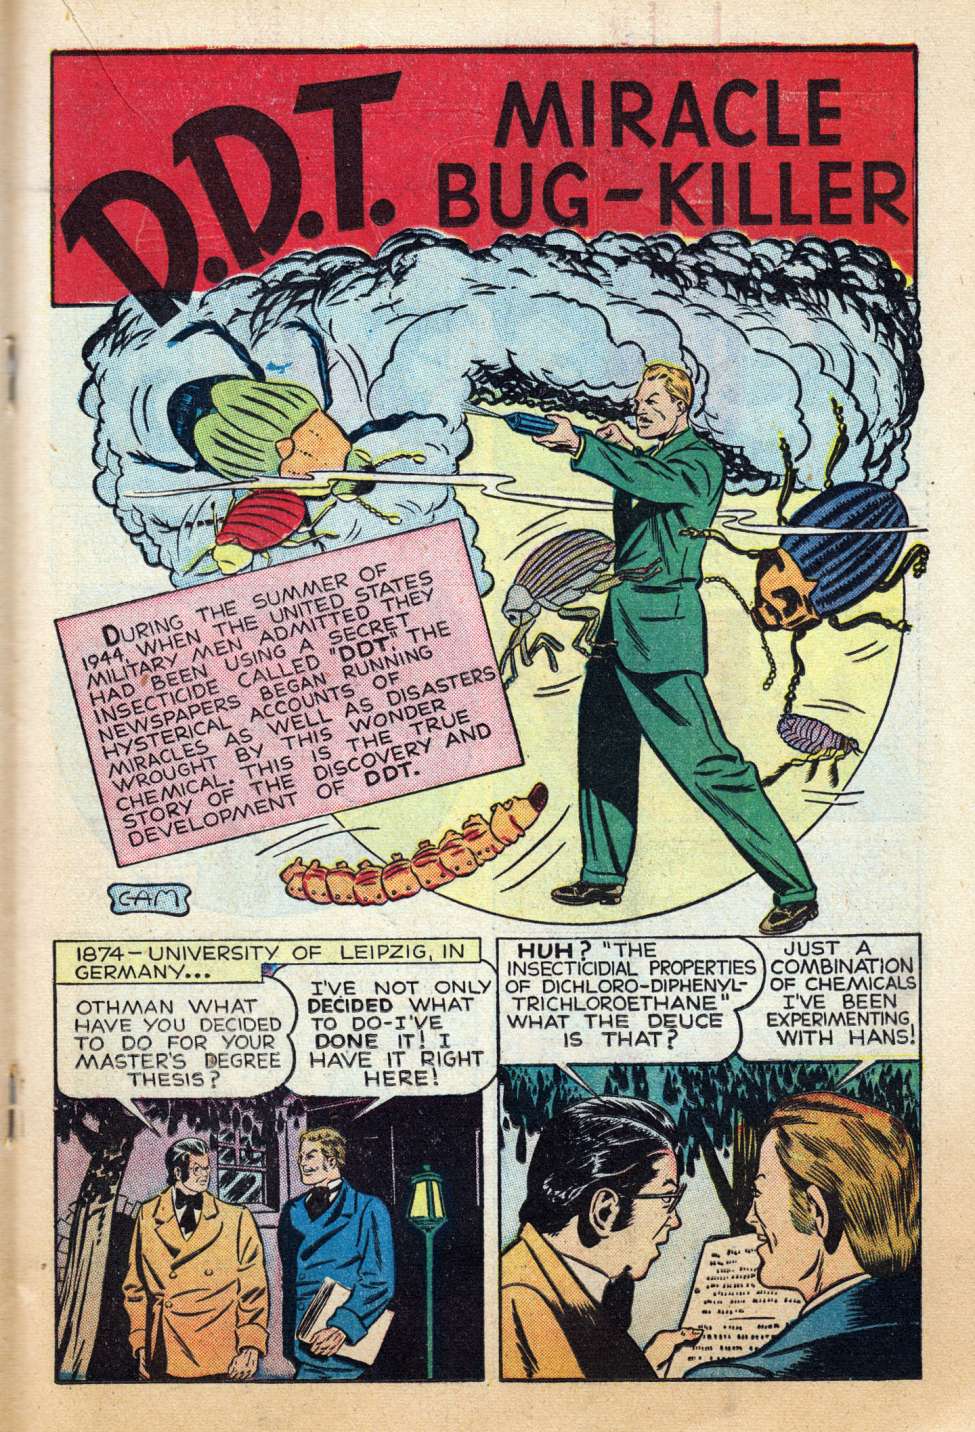 D.D.T.
MIRACLE
BUG-KILLER
DURING THE SUMMER OF
1944, WHEN THE UNITED STATES
MILITARY MEN ADMITTED THEY
HAD BEEN USING A SECRET
INSECTICIDE CALLED "DDT," THE
NEWSPAPERS BEGAN RUNNING
HYSTERICAL ACCOUNTS OF
MIRACLES AS WELL AS DISASTERS
WROUGHT BY THIS WONDER
CHEMICAL. THIS IS THE TRUE
STORY OF THE DISCOVERY AND
DEVELOPMENT OF DDT.
CAM
1874-UNIVERSITY OF LEIPZIG, IN
GERMANY...
OTHMAN WHAT
HAVE YOU DECIDED
TO DO FOR YOUR
MASTER'S DEGREE
THESIS?
I'VE NOT ONLY
DECIDED WHAT
TO DO-I'VE
DONE IT! I
HAVE IT RIGHT
HERE!
HUH? "THE
INSECTICIDIAL PROPERTIES
OF DICHLORO-DIPHENYL-
TRICHLOROETHANE"
WHAT THE DEUCE
IS THAT?
JUST A
COMBINATION
OF CHEMICALS
I'VE BEEN
EXPERIMENTING
WITH HANS!